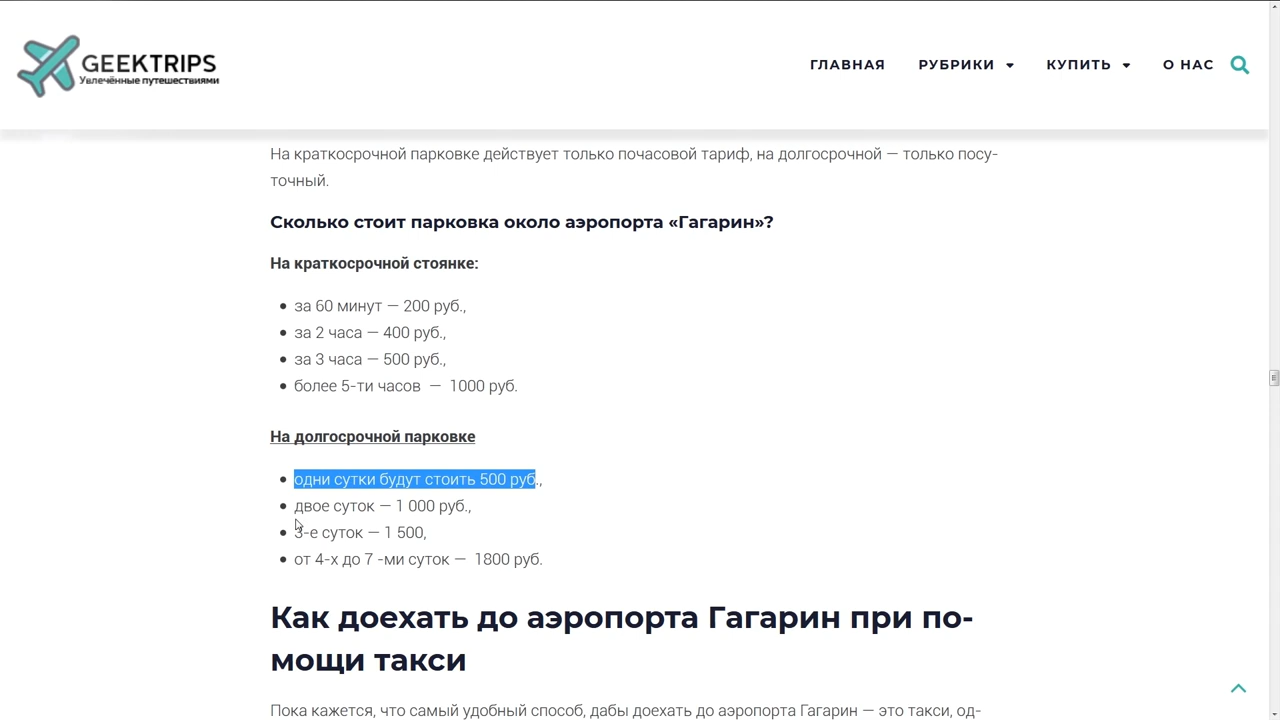 GEEKTRIPS
Увлечённые путешествиями
ГЛАВНАЯ РУБРИКИ КУПИТЬ О НАС
На краткосрочной парковке действует только почасовой тариф, на долгосрочной — только посу-
точный.
Сколько стоит парковка около аэропорта «Гагарин»?
На краткосрочной стоянке:
за 60 минут — 200 руб.,
за 2 часа — 400 руб.,
за 3 часа — 500 руб.,
более 5-ти часов — 1000 руб.
На долгосрочной парковке
одни сутки будут стоить 500 руб.,
двое суток — 1 000 руб.,
3-е суток — 1 500,
от 4-х до 7 -ми суток — 1800 руб.
Как доехать до аэропорта Гагарин при по-
мощи такси
Пока кажется, что самый удобный способ, дабы доехать до аэропорта Гагарин — это такси, од-